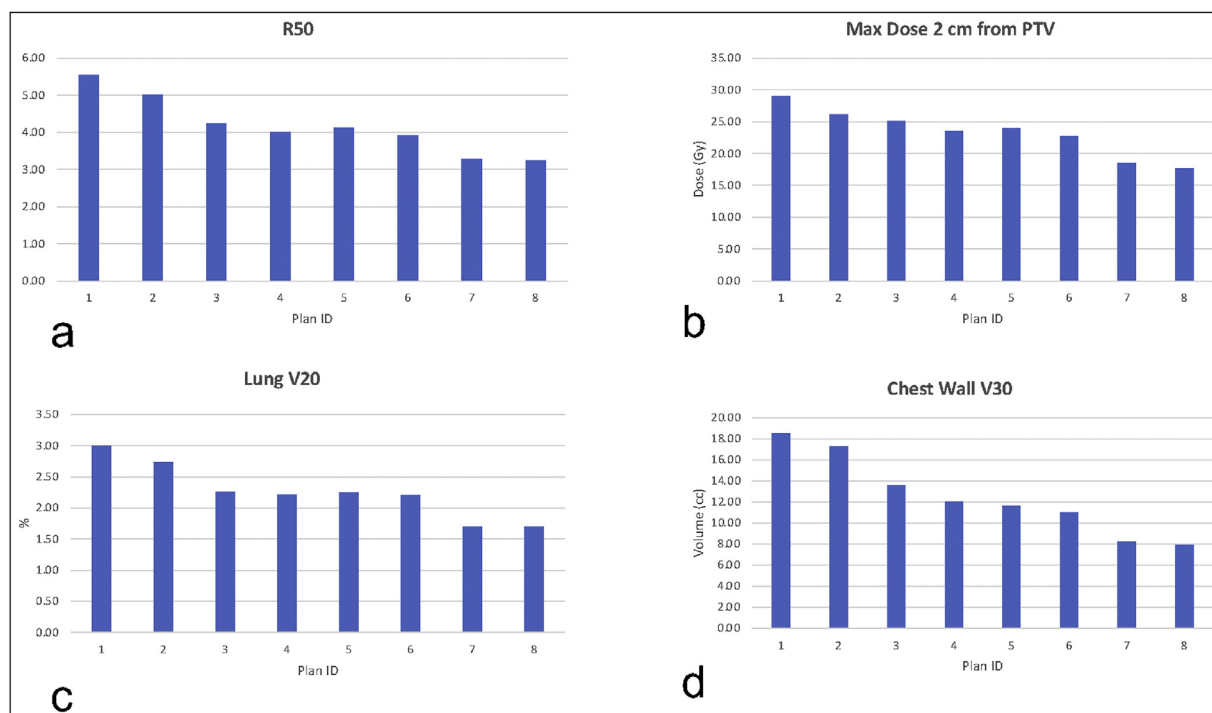 R50
6.00
5.00
4.00
3.00
2.00
1.00
0.00
1 2 3 4 5 6 7 8
Plan ID
a
Max Dose 2 cm from PTV
35.00
30.00
25.00
20.00
15.00
10.00
5.00
0.00
Dose (Gy)
1 2 3 4 5 6 7 8
Plan ID
b
Lung V20
3.50
3.00
2.50
2.00
1.50
1.00
0.50
0.00
%
1 2 3 4 5 6 7 8
Plan ID
c
Chest Wall V30
20.00
18.00
16.00
14.00
12.00
10.00
8.00
6.00
4.00
2.00
0.00
Volume (cc)
1 2 3 4 5 6 7 8
Plan ID
d